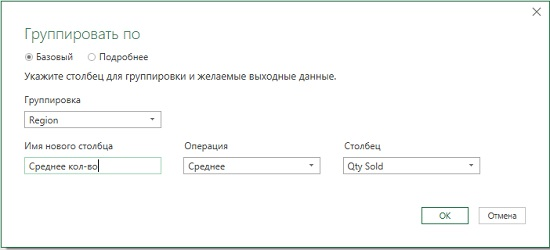 Группировать по
Базовый Подробнее
Укажите столбец для группировки и желаемые выходные данные.
Группировка
Region
Имя нового столбца Операция Столбец
Среднее кол-во Среднее Qty Sold
ОК Отмена